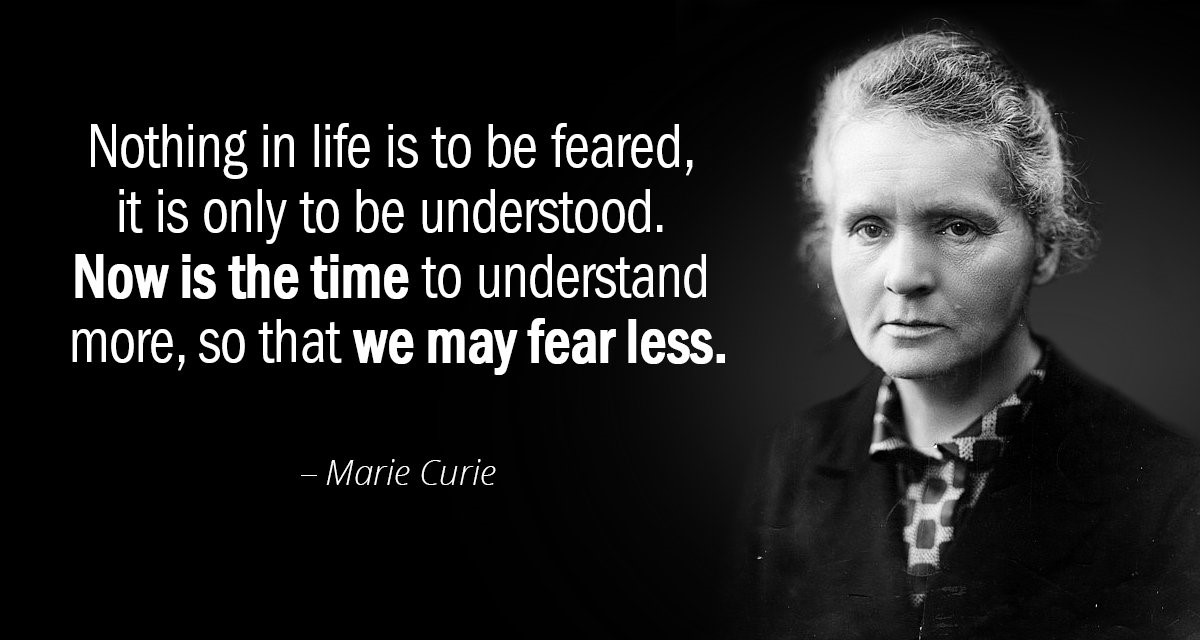 Nothing in life is to be feared,
it is only to be understood.
Now is the time to understand
more, so that we may fear less.
– Marie Curie